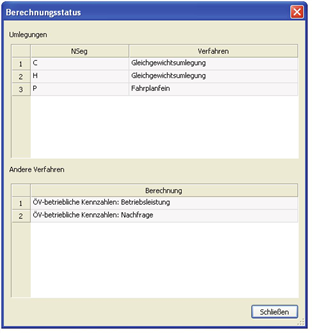 Berechnungsstatus
Umlegungen
NSeg Verfahren
1 C Gleichgewichtsumlegung
2 H Gleichgewichtsumlegung
3 P Fahrplanfein
Andere Verfahren
Berechnung
1 ÖV-betriebliche Kennzahlen: Betriebsleistung
2 ÖV-betriebliche Kennzahlen: Nachfrage
Schließen